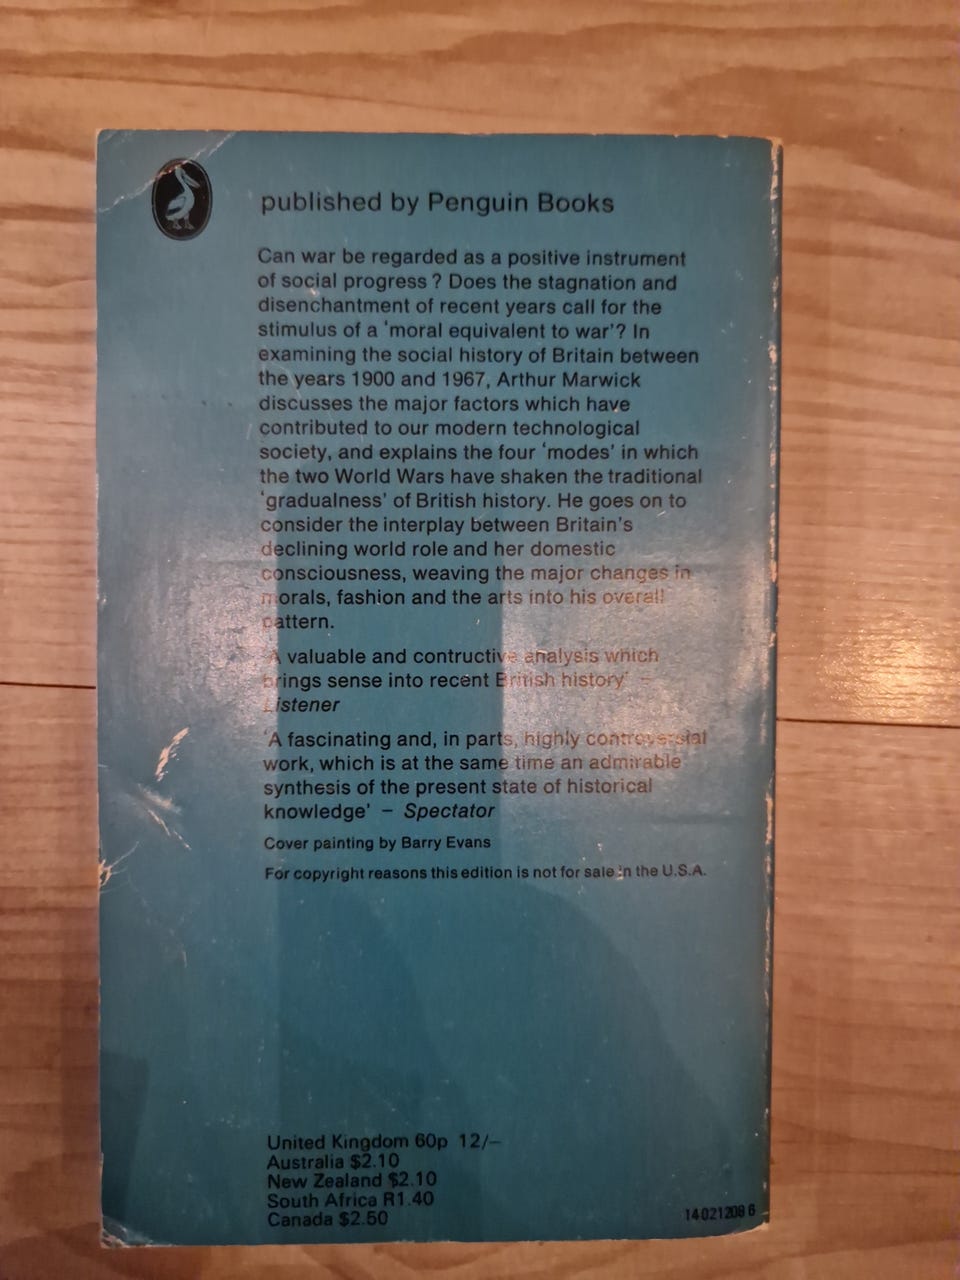 published by Penguin Books
Can war be regarded as a positive instrument
of social progress? Does the stagnation and
disenchantment of recent years call for the
stimulus of a ‘moral equivalent to war’? In
examining the social history of Britain between
the years 1900 and 1967, Arthur Marwick
discusses the major factors which have
contributed to our modern technological
society, and explains the four ‘modes’ in which
the two World Wars have shaken the traditional
‘gradualness’ of British history. He goes on to
consider the interplay between Britain’s
declining world role and her domestic
consciousness, weaving the major changes in
morals, fashion and the arts into his overall
pattern.
‘A valuable and contructive analysis which
brings sense into recent British history’ –
Listener
‘A fascinating and, in parts, highly controversial
work, which is at the same time an admirable
synthesis of the present state of historical
knowledge’ – Spectator
Cover painting by Barry Evans
For copyright reasons this edition is not for sale in the U.S.A.
United Kingdom 60p 12/–
Australia $2.10
New Zealand $2.10
South Africa R1.40
Canada $2.50
14 021208 6